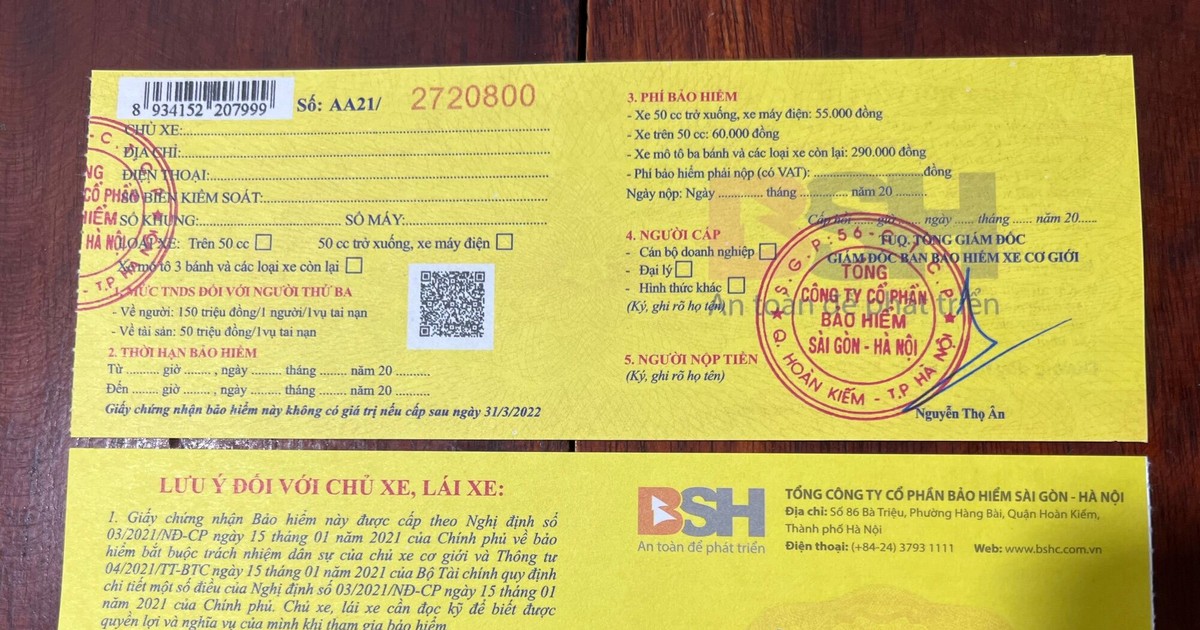 8 934152 207999
Số: AA21/ 2720800
CHỦ XE:
ĐỊA CHỈ:
ĐIỆN THOẠI:
SỐ BIỂN KIỂM SOÁT:
SỐ KHUNG: SỐ MÁY:
LOẠI XE: Trên 50 cc 50 cc trở xuống, xe máy điện
Xe mô tô 3 bánh và các loại xe còn lại
1. MỨC TNDS ĐỐI VỚI NGƯỜI THỨ BA
- Về người: 150 triệu đồng/1 người/1vụ tai nạn
- Về tài sản: 50 triệu đồng/1vụ tai nạn
2. THỜI HẠN BẢO HIỂM
Từ ......... giờ ......., ngày ........ tháng ........ năm 20 ..........
Đến ........ giờ ......., ngày ........ tháng ........ năm 20 ..........
Giấy chứng nhận bảo hiểm này không có giá trị nếu cấp sau ngày 31/3/2022
NG
CỔ PHẦN
HIỂM
HÀ NỘI
T.P HÀ NỘI
3. PHÍ BẢO HIỂM
- Xe 50 cc trở xuống, xe máy điện: 55.000 đồng
- Xe trên 50 cc: 60.000 đồng
- Xe mô tô ba bánh và các loại xe còn lại: 290.000 đồng
- Phí bảo hiểm phải nộp (có VAT): ..............................đồng
Ngày nộp: Ngày ............ tháng ............ năm 20 ........
BSH
An toàn để phát triển
Cấp hồi ...... giờ...... ngày ...... tháng ...... năm 20......
TUQ. TỔNG GIÁM ĐỐC
GIÁM ĐỐC BAN BẢO HIỂM XE CƠ GIỚI
4. NGƯỜI CẤP
- Cán bộ doanh nghiệp
- Đại lý
- Hình thức khác
(Ký, ghi rõ họ tên)
5. NGƯỜI NỘP TIỀN
(Ký, ghi rõ họ tên)
TỔNG
CÔNG TY CỔ PHẦN
BẢO HIỂM
SÀI GÒN - HÀ NỘI
Q. HOÀN KIẾM - T.P HÀ NỘI
Nguyễn Thọ Ân
LƯU Ý ĐỐI VỚI CHỦ XE, LÁI XE:
1. Giấy chứng nhận Bảo hiểm này được cấp theo Nghị định số
03/2021/NĐ-CP ngày 15 tháng 01 năm 2021 của Chính phủ về bảo
hiểm bắt buộc trách nhiệm dân sự của chủ xe cơ giới và Thông tư
04/2021/TT-BTC ngày 15 tháng 01 năm 2021 của Bộ Tài chính quy định
chi tiết một số điều của Nghị định số 03/2021/NĐ-CP ngày 15 tháng 01
năm 2021 của Chính phủ. Chủ xe, lái xe cần đọc kỹ để biết được
quyền lợi và nghĩa vụ của mình khi tham gia bảo hiểm.
BSH
An toàn để phát triển
TỔNG CÔNG TY CỔ PHẦN BẢO HIỂM SÀI GÒN - HÀ NỘI
Địa chỉ: Số 86 Bà Triệu, Phường Hàng Bài, Quận Hoàn Kiếm,
Thành phố Hà Nội
Điện thoại: (+84-24) 3793 1111 Web: www.bshc.com.vn